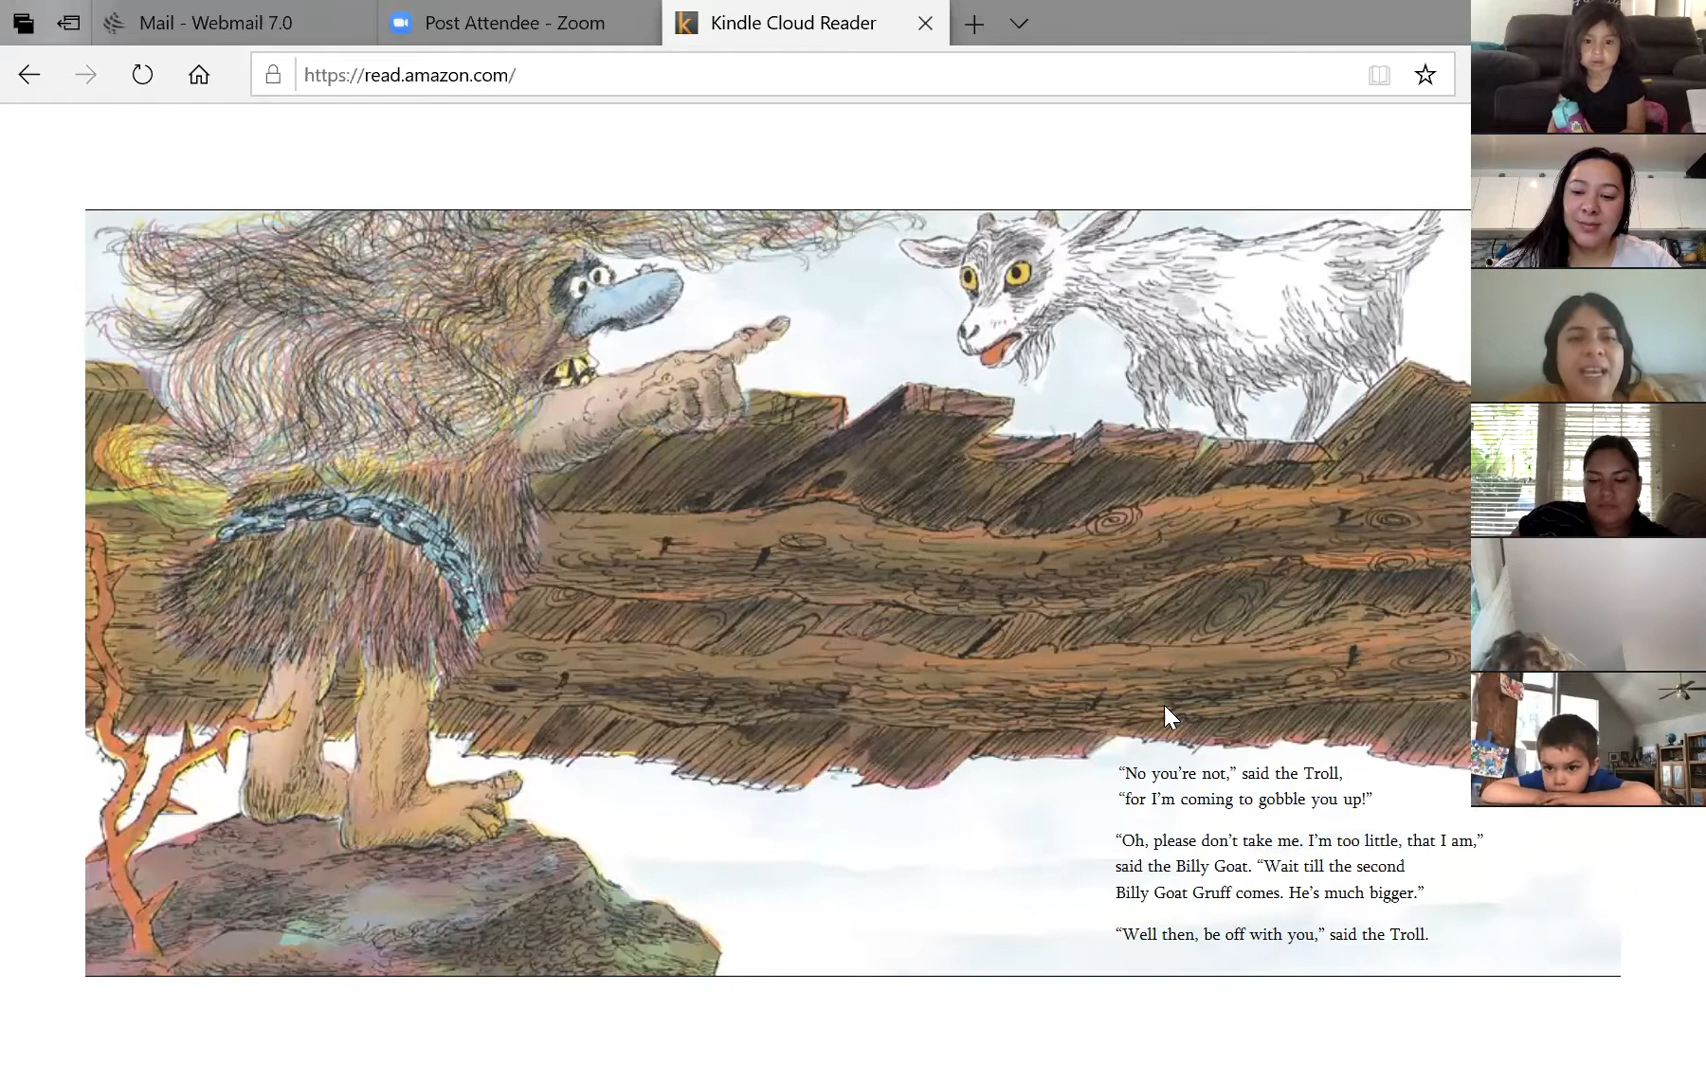 Mail - Webmail 7.0
Post Attendee - Zoom
k Kindle Cloud Reader
https://read.amazon.com/
“No you’re not,” said the Troll,
“for I’m coming to gobble you up!”
“Oh, please don’t take me. I’m too little, that I am,”
said the Billy Goat. “Wait till the second
Billy Goat Gruff comes. He’s much bigger.”
“Well then, be off with you,” said the Troll.